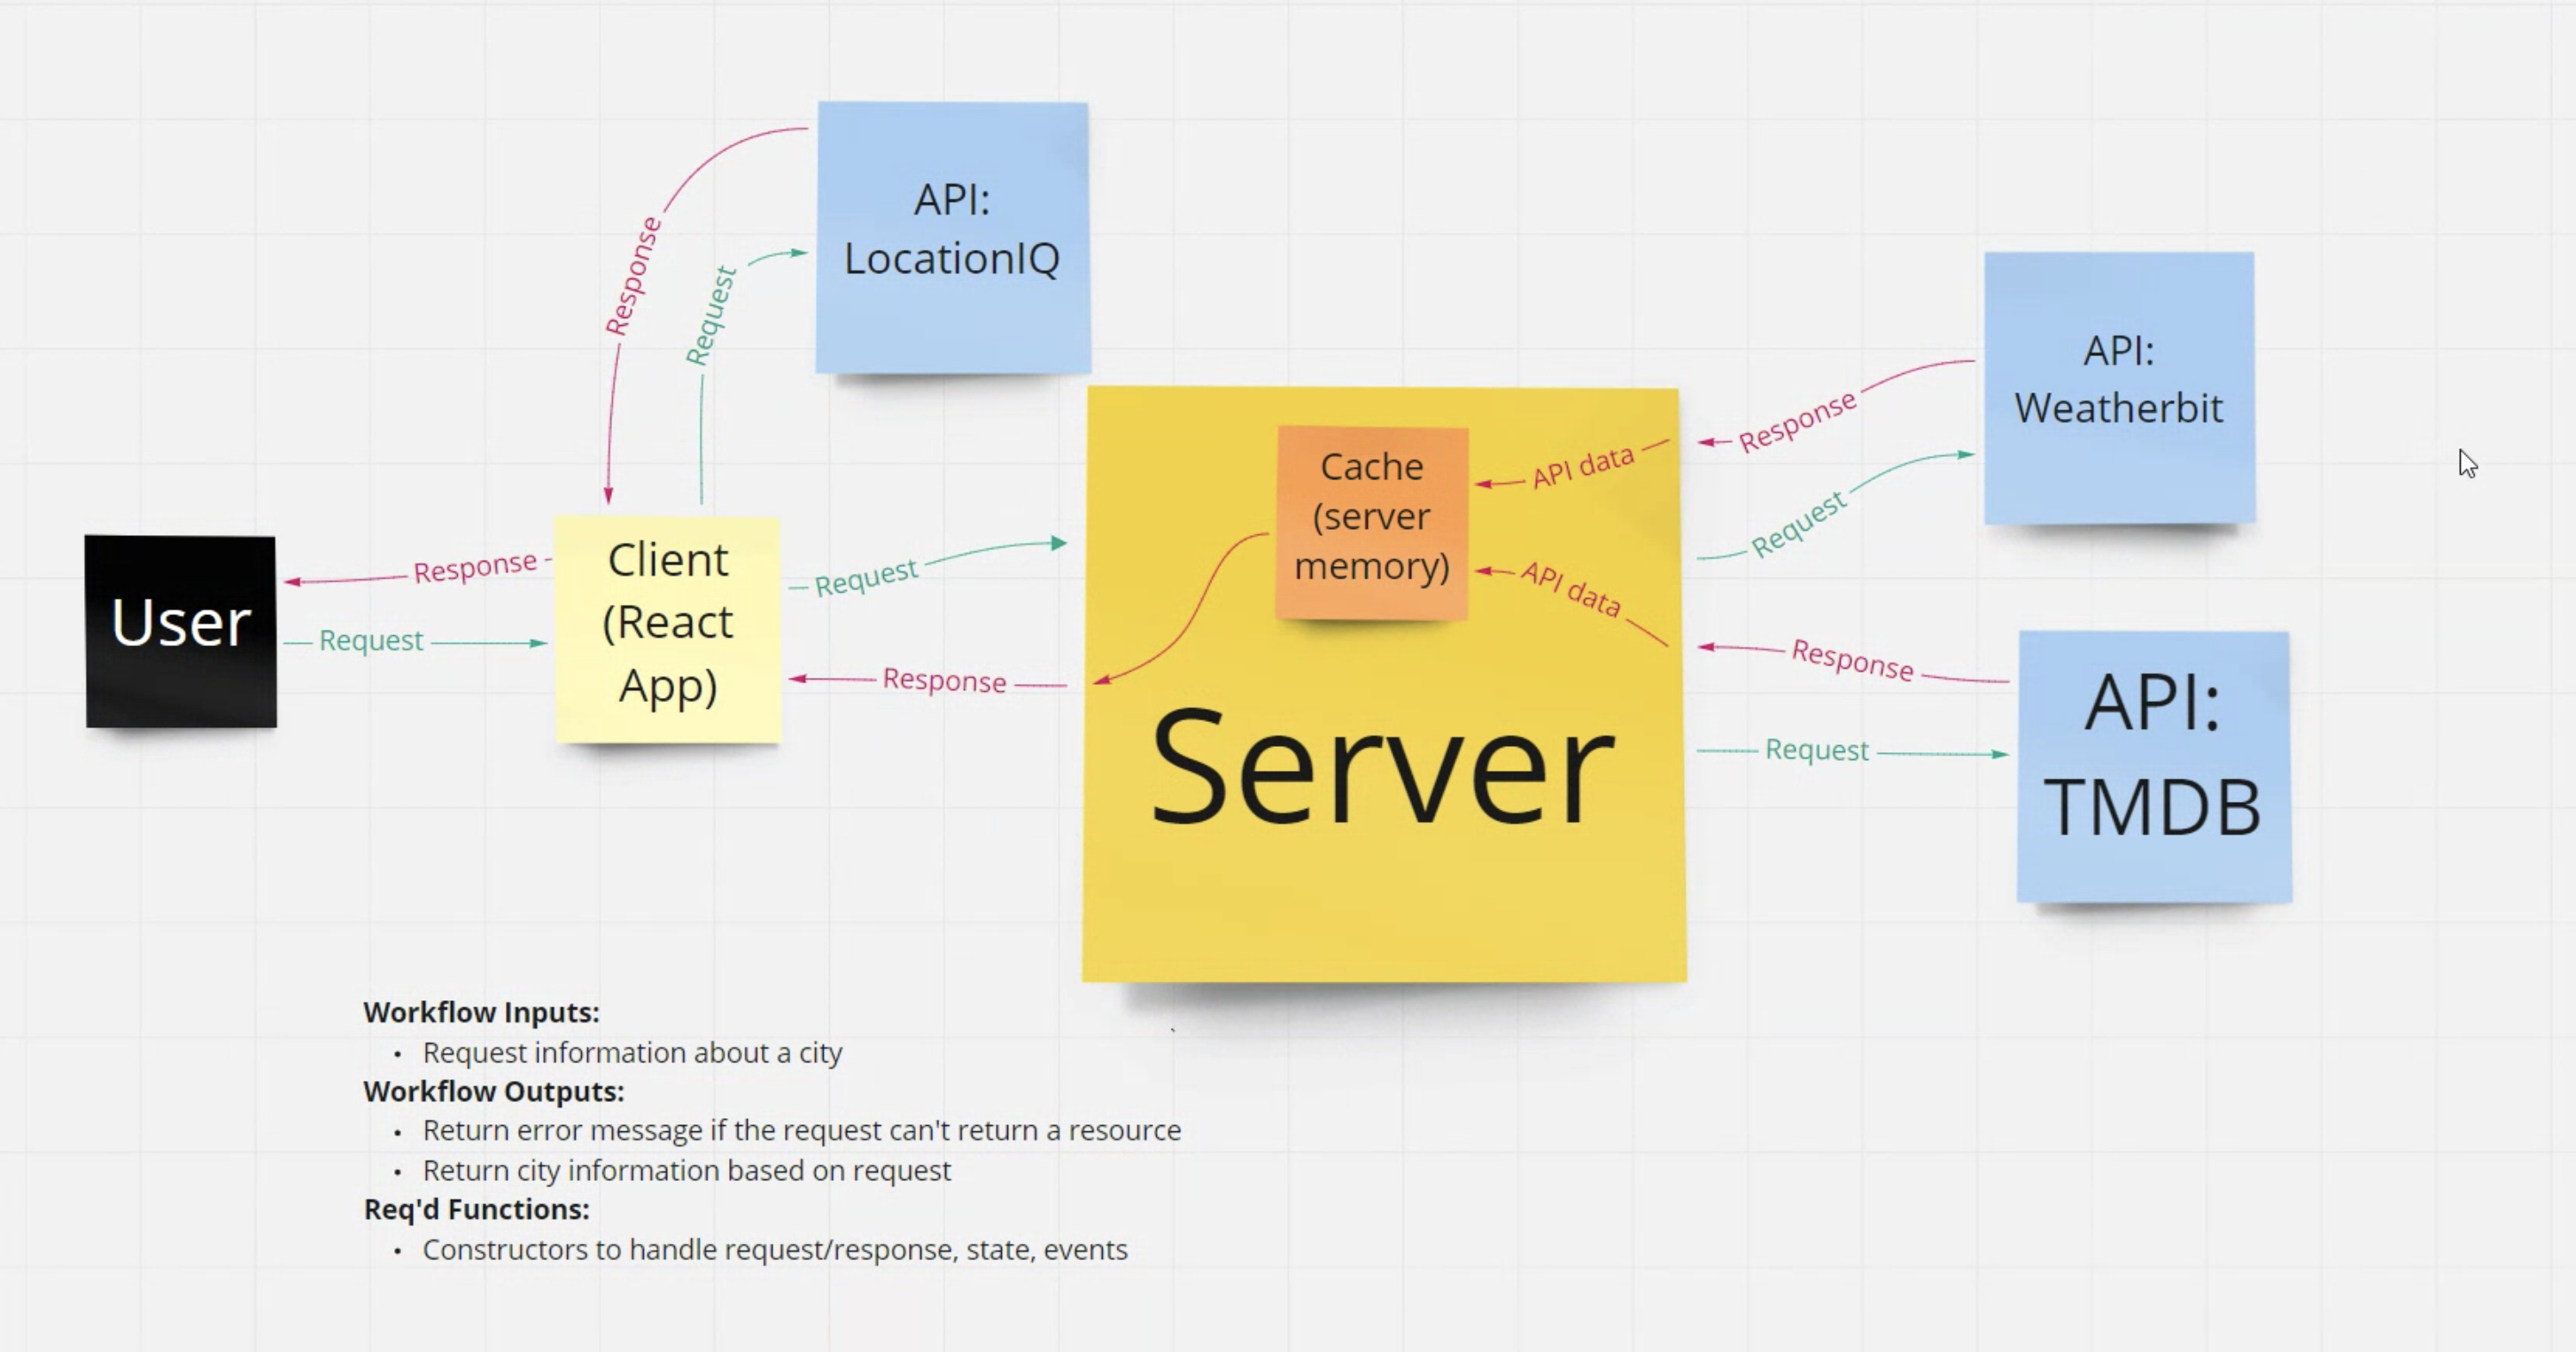 API:
LocationIQ
Response
Request
API:
Weatherbit
Response
Request
Cache
(server
memory)
API data
API data
User
Response
Request
Client
(React
App)
Request
Response
Server
Response
Request
API:
TMDB
Workflow Inputs:
• Request information about a city
Workflow Outputs:
• Return error message if the request can't return a resource
• Return city information based on request
Req'd Functions:
• Constructors to handle request/response, state, events